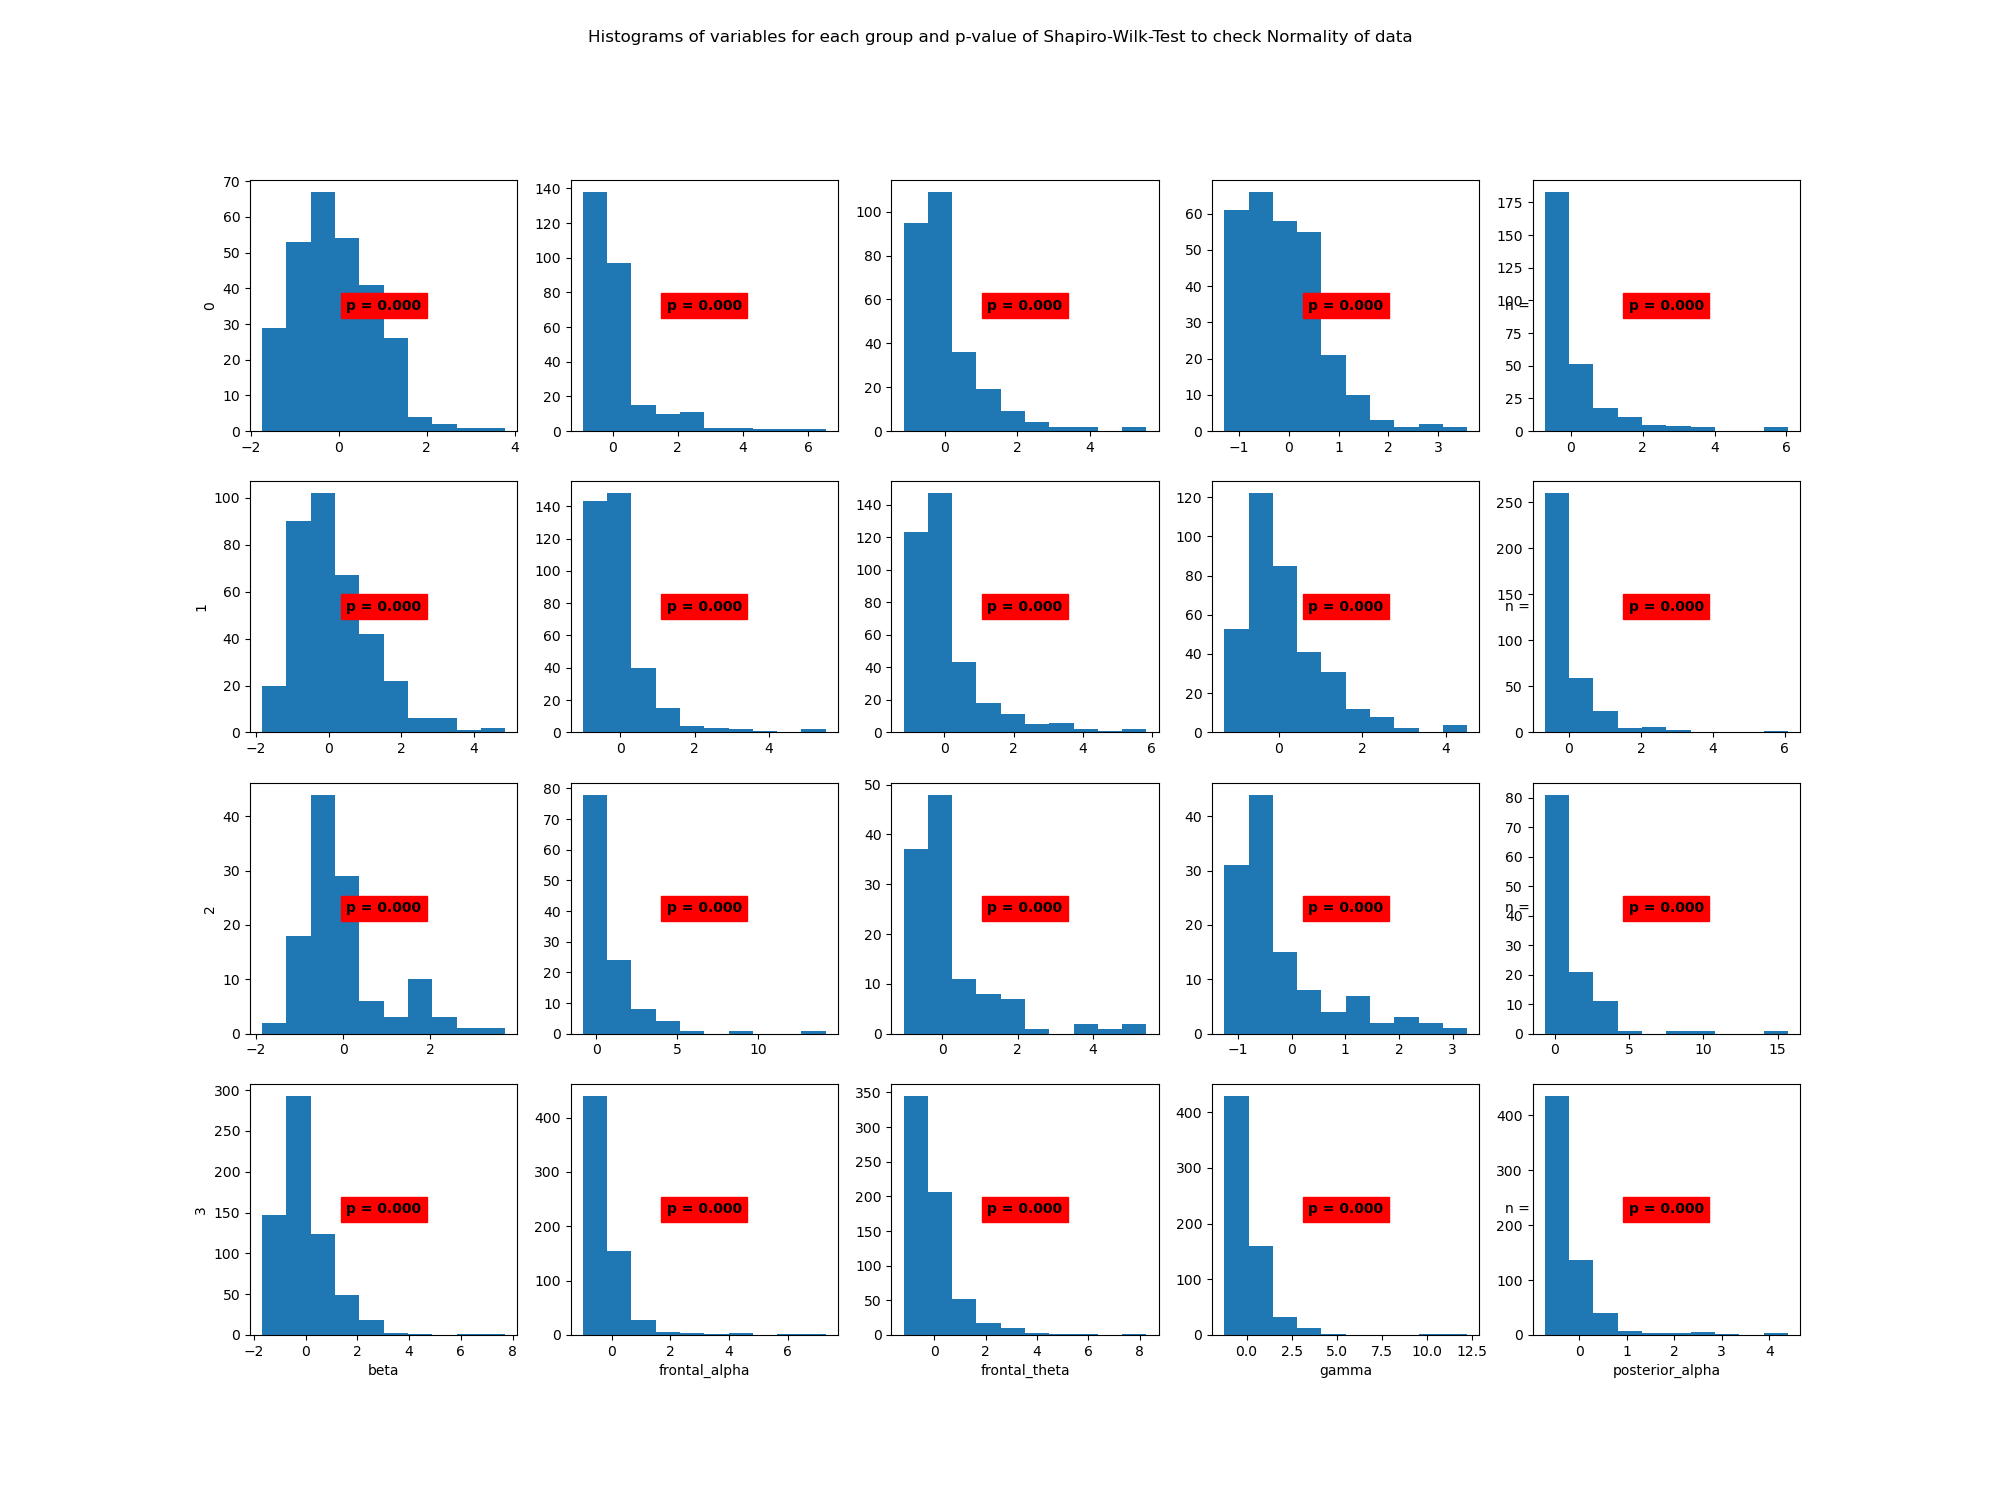 Histograms of variables for each group and p-value of Shapiro-Wilk-Test to check Normality of data
0
70
60
50
40
30
20
10
0
p = 0.000
−2 0 2 4
140
120
100
80
60
40
20
0
p = 0.000
0 2 4 6
100
80
60
40
20
0
p = 0.000
0 2 4
60
50
40
30
20
10
0
p = 0.000
−1 0 1 2 3
175
150
125
100
75
50
25
0
n =
p = 0.000
0 2 4 6
1
100
80
60
40
20
0
p = 0.000
−2 0 2 4
140
120
100
80
60
40
20
0
p = 0.000
0 2 4
140
120
100
80
60
40
20
0
p = 0.000
0 2 4 6
120
100
80
60
40
20
0
p = 0.000
0 2 4
250
200
150
100
50
0
n =
p = 0.000
0 2 4 6
2
40
30
20
10
0
p = 0.000
−2 0 2
80
70
60
50
40
30
20
10
0
p = 0.000
0 5 10
50
40
30
20
10
0
p = 0.000
0 2 4
40
30
20
10
0
p = 0.000
−1 0 1 2 3
80
70
60
50
40
30
20
10
0
n =
p = 0.000
0 5 10 15
3
300
250
200
150
100
50
0
p = 0.000
−2 0 2 4 6 8
beta
400
300
200
100
0
p = 0.000
0 2 4 6
frontal_alpha
350
300
250
200
150
100
50
0
p = 0.000
0 2 4 6 8
frontal_theta
400
300
200
100
0
p = 0.000
0.0 2.5 5.0 7.5 10.0 12.5
gamma
400
300
200
100
0
n =
p = 0.000
0 1 2 3 4
posterior_alpha